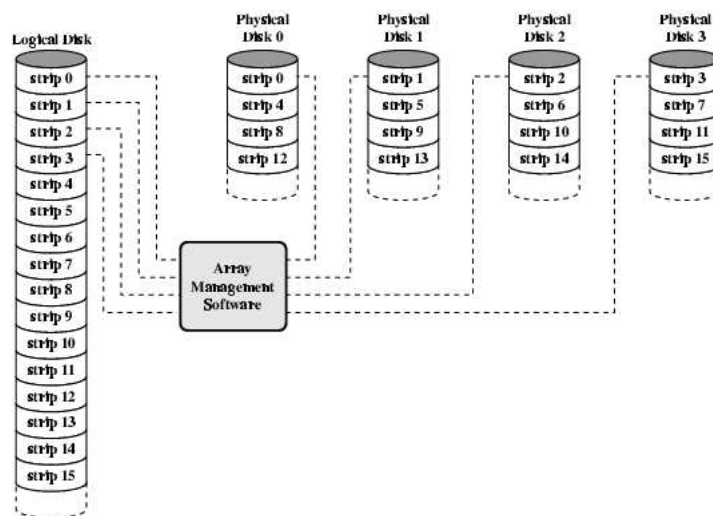 Logical Disk
Physical
Disk 0
Physical
Disk 1
Physical
Disk 2
Physical
Disk 3
strip 0
strip 1
strip 2
strip 3
strip 4
strip 5
strip 6
strip 7
strip 8
strip 9
strip 10
strip 11
strip 12
strip 13
strip 14
strip 15
strip 0
strip 4
strip 8
strip 12
strip 1
strip 5
strip 9
strip 13
strip 2
strip 6
strip 10
strip 14
strip 3
strip 7
strip 11
strip 15
Array
Management
Software